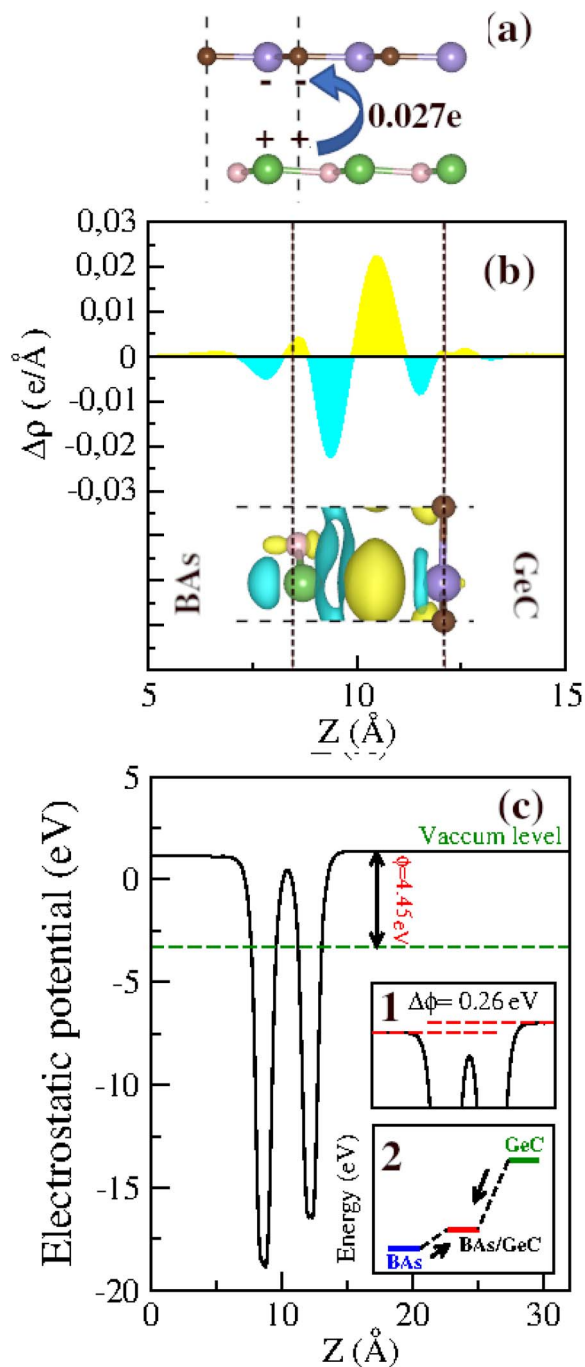 (a)
- -
0.027e
+ +
(b)
0,03
0,02
0,01
0
-0,01
-0,02
-0,03
Δρ (e/Å)
BAs
GeC
5
10
15
Z (Å)
(c)
5
0
-5
-10
-15
-20
Electrostatic potential (eV)
Vaccum level
ϕ=4.45 eV
1
Δϕ= 0.26 eV
2
Energy (eV)
GeC
BAs
BAs/GeC
0
10
20
30
Z (Å)